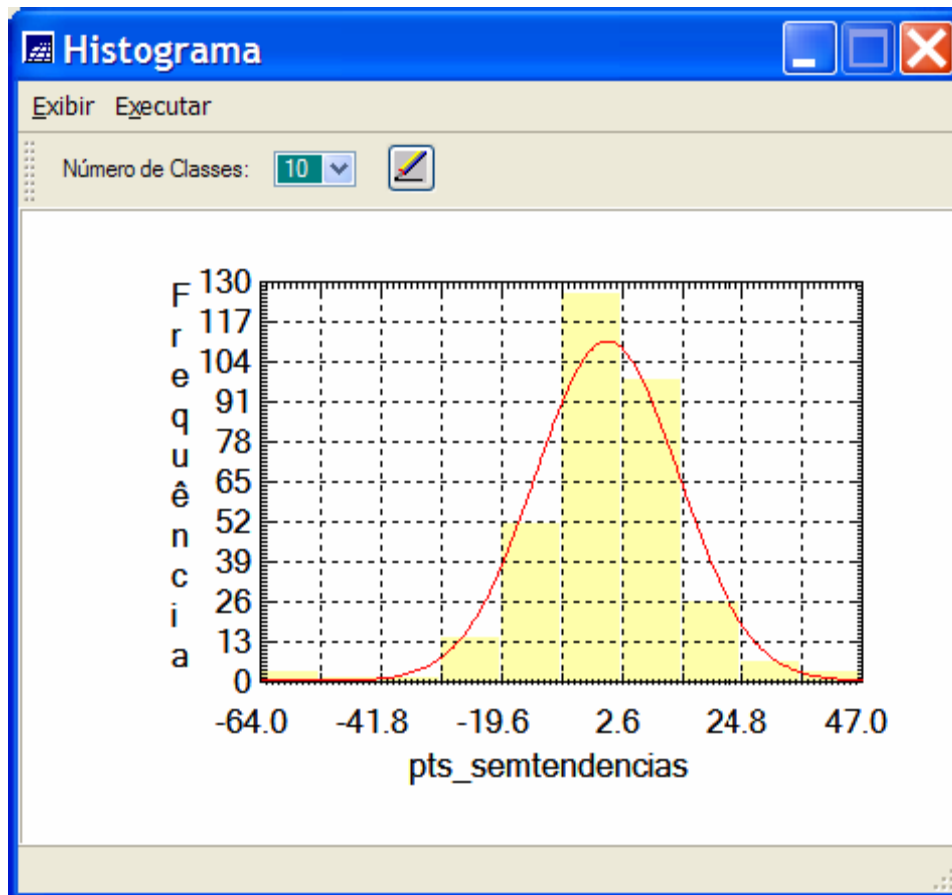 Histograma
Exibir Executar
Número de Classes: 10
Frequência
130
117
104
91
78
65
52
39
26
13
0
-64.0 -41.8 -19.6 2.6 24.8 47.0
pts_semtendencias